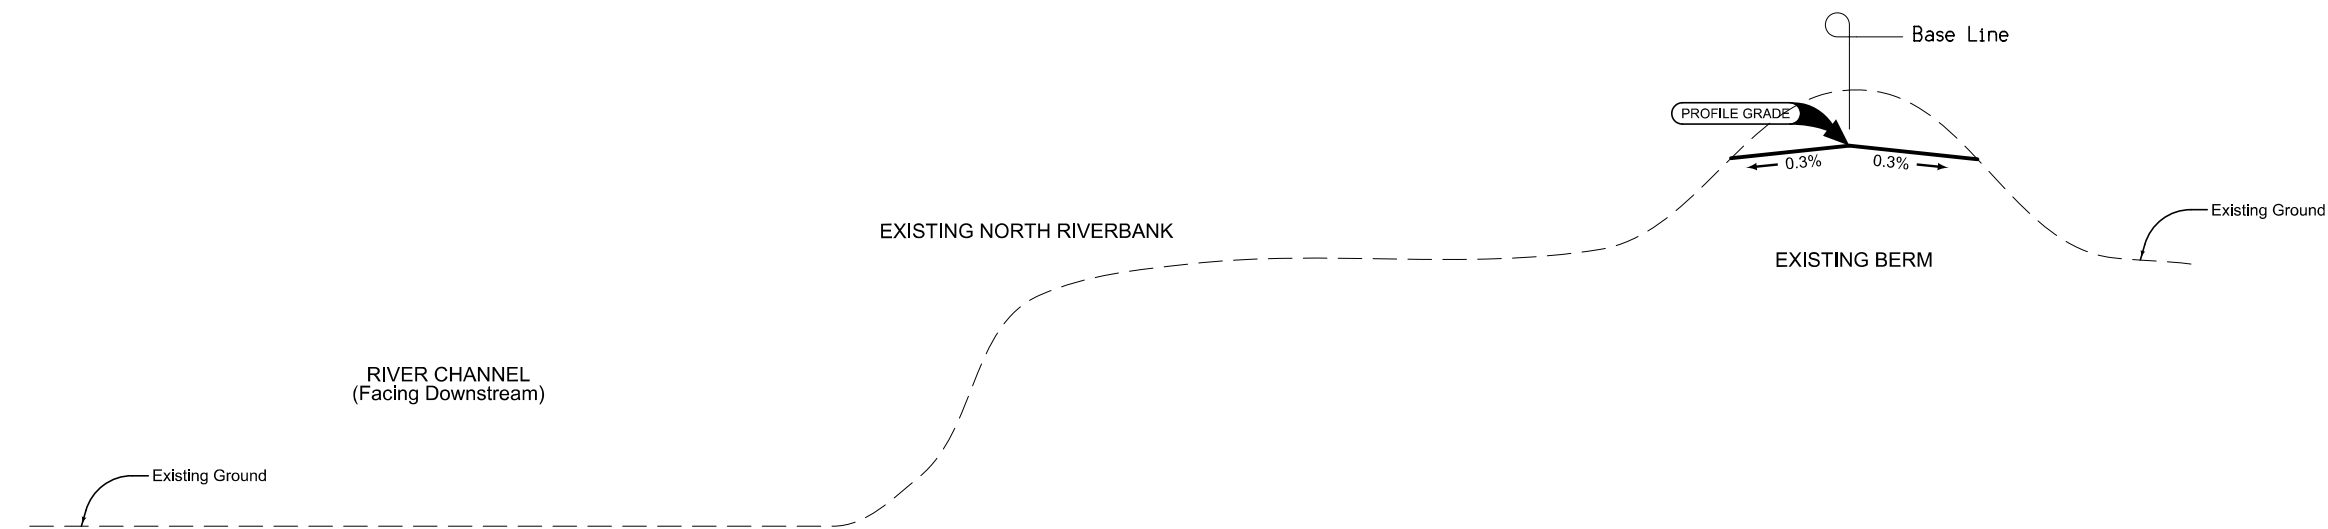 Base Line
PROFILE GRADE
0.3%
0.3%
Existing Ground
EXISTING NORTH RIVERBANK
EXISTING BERM
RIVER CHANNEL
(Facing Downstream)
Existing Ground